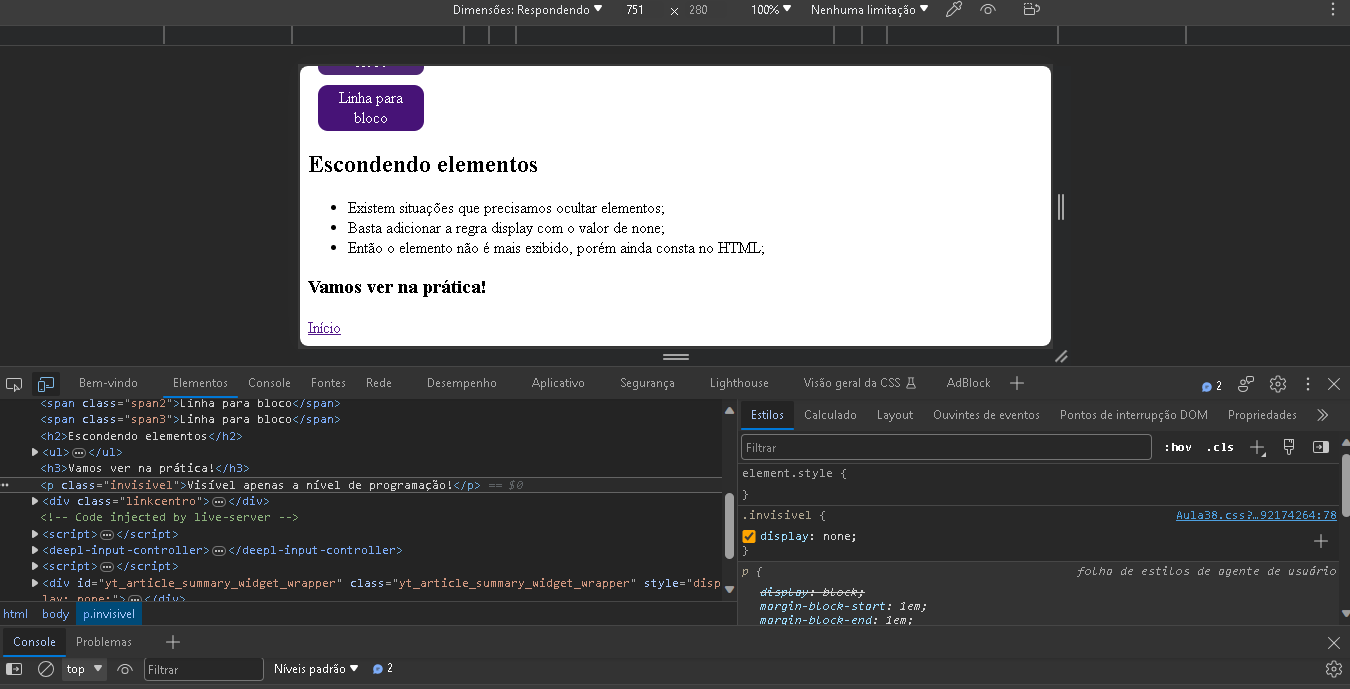 Dimensões: Respondendo ▼ 751 × 280 100% ▼ Nenhuma limitação ▼
Linha para
bloco
Escondendo elementos
• Existem situações que precisamos ocultar elementos;
• Basta adicionar a regra display com o valor de none;
• Então o elemento não é mais exibido, porém ainda consta no HTML;
Vamos ver na prática!
Início
Bem-vindo Elementos Console Fontes Rede Desempenho Aplicativo Segurança Lighthouse Visão geral da CSS AdBlock 2
<span class="span2">Linha para bloco</span>
<span class="span3">Linha para bloco</span>
<h2>Escondendo elementos</h2>
<ul>…</ul>
<h3>Vamos ver na prática!</h3>
<p class="invisivel">Visível apenas a nível de programação!</p> == $0
<div class="linkcentro">…</div>
<!-- Code injected by live-server -->
<script>…</script>
<deepl-input-controller>…</deepl-input-controller>
<script>…</script>
<div id="yt_article_summary_widget_wrapper" class="yt_article_summary_widget_wrapper" style="disp
lay: none;">…</div>
html body p.invisivel
Estilos Calculado Layout Ouvintes de eventos Pontos de interrupção DOM Propriedades
Filtrar :hov .cls
element.style {
}
.invisivel { Aula38.css?…92174264:78
display: none;
}
p { folha de estilos de agente de usuário
display: block;
margin-block-start: 1em;
margin-block-end: 1em;
Console Problemas
top ▼ Filtrar Níveis padrão ▼ 2